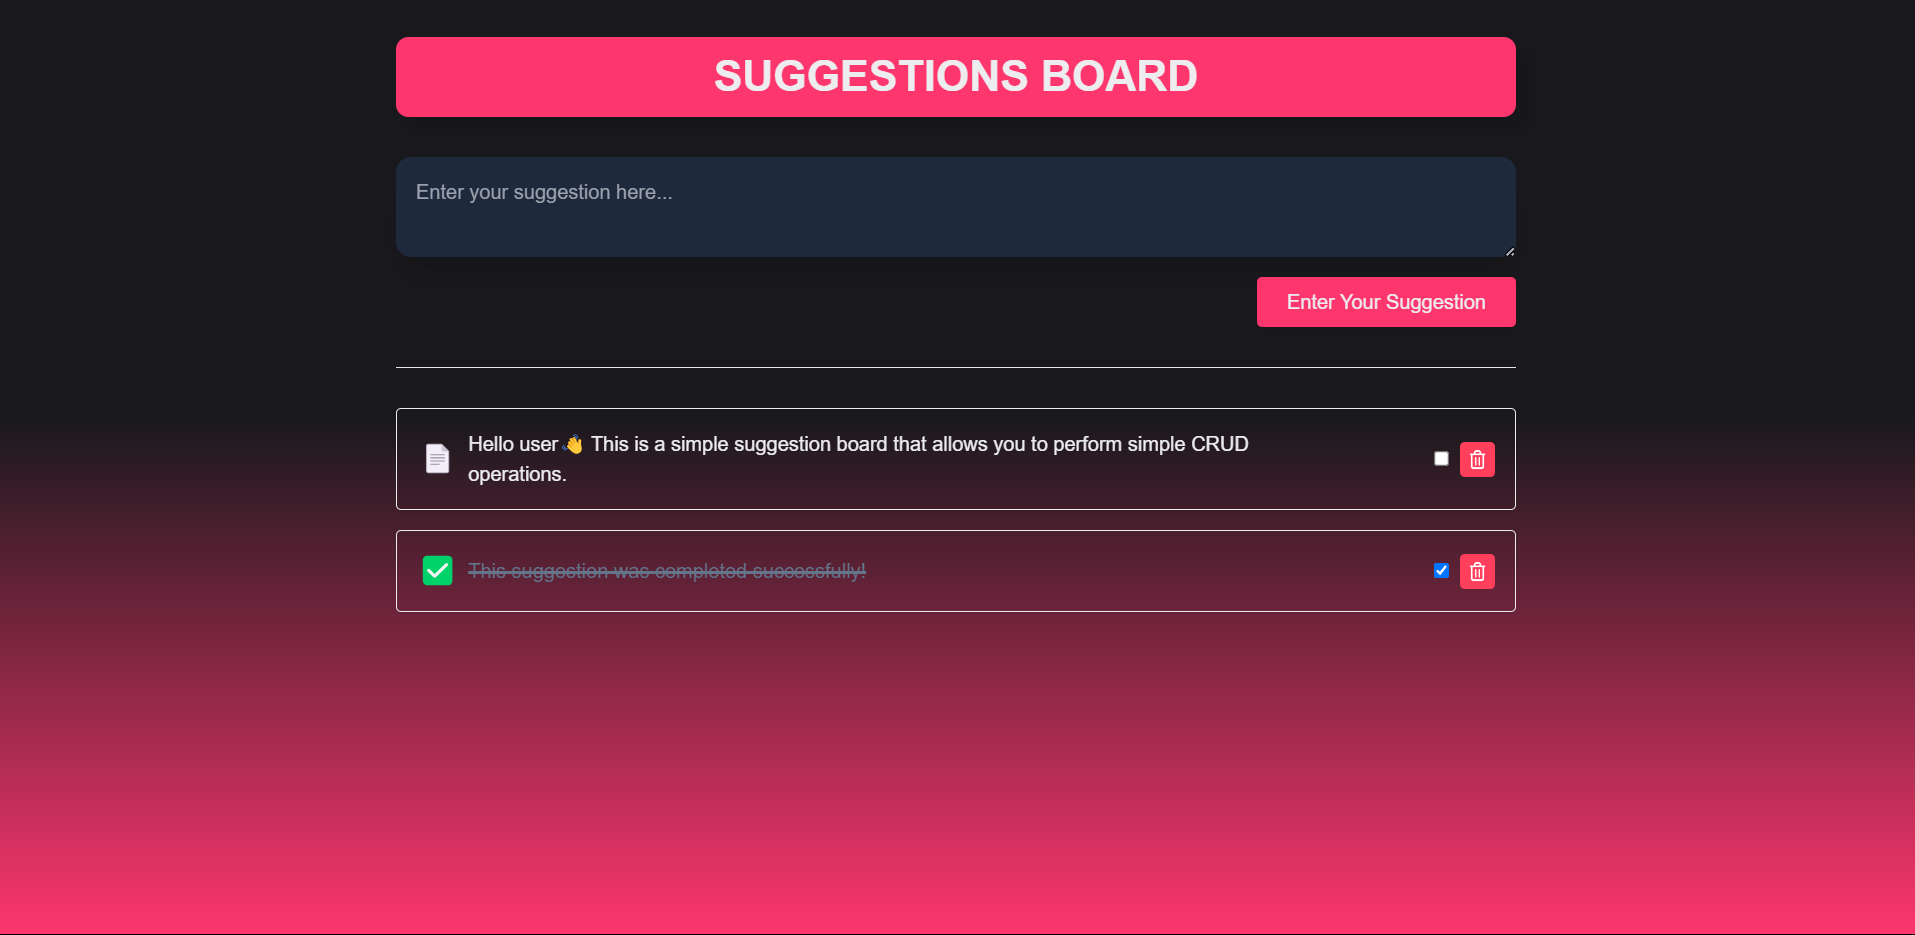 SUGGESTIONS BOARD
Enter your suggestion here...
Enter Your Suggestion
Hello user 👋 This is a simple suggestion board that allows you to perform simple CRUD
operations.
This suggestion was completed successfully!